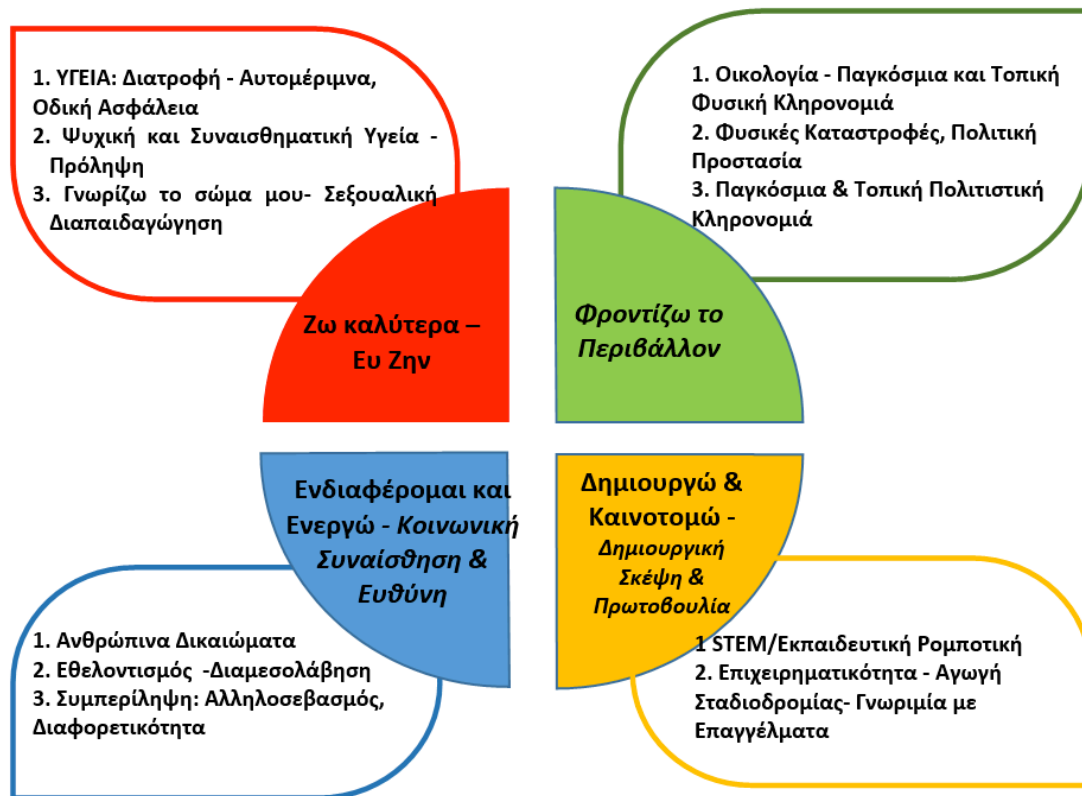 1. ΥΓΕΙΑ: Διατροφή - Αυτομέριμνα,
Οδική Ασφάλεια
2. Ψυχική και Συναισθηματική Υγεία -
Πρόληψη
3. Γνωρίζω το σώμα μου- Σεξουαλική
Διαπαιδαγώγηση
1. Οικολογία - Παγκόσμια και Τοπική
Φυσική Κληρονομιά
2. Φυσικές Καταστροφές, Πολιτική
Προστασία
3. Παγκόσμια & Τοπική Πολιτιστική
Κληρονομιά
Ζω καλύτερα –
Ευ Ζην
Φροντίζω το
Περιβάλλον
Ενδιαφέρομαι και
Ενεργώ - Κοινωνική
Συναίσθηση &
Ευθύνη
Δημιουργώ &
Καινοτομώ -
Δημιουργική
Σκέψη &
Πρωτοβουλία
1. Ανθρώπινα Δικαιώματα
2. Εθελοντισμός -Διαμεσολάβηση
3. Συμπερίληψη: Αλληλοσεβασμός,
Διαφορετικότητα
1 STEM/Εκπαιδευτική Ρομποτική
2. Επιχειρηματικότητα - Αγωγή
Σταδιοδρομίας- Γνωριμία με
Επαγγέλματα